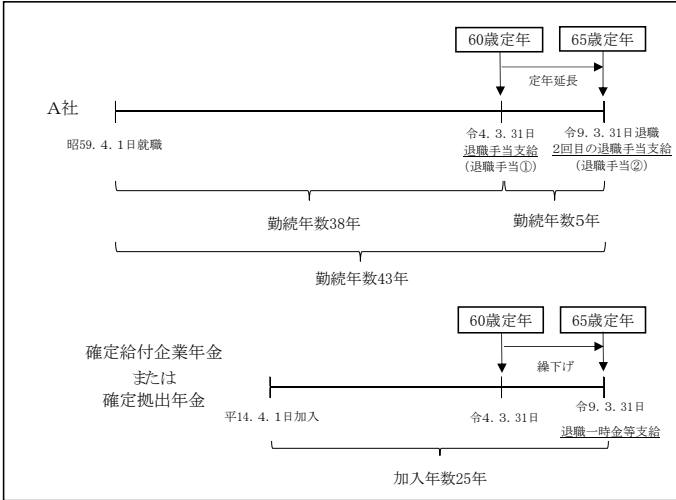 60歳定年
65歳定年
定年延長
A社
昭59. 4. 1日就職
令4. 3. 31日
退職手当支給
(退職手当①)
令9. 3. 31日退職
2回目の退職手当支給
(退職手当②)
勤続年数38年
勤続年数5年
勤続年数43年
60歳定年
65歳定年
繰下げ
確定給付企業年金
または
確定拠出年金
平14. 4. 1日加入
令4. 3. 31日
令9. 3. 31日
退職一時金等支給
加入年数25年